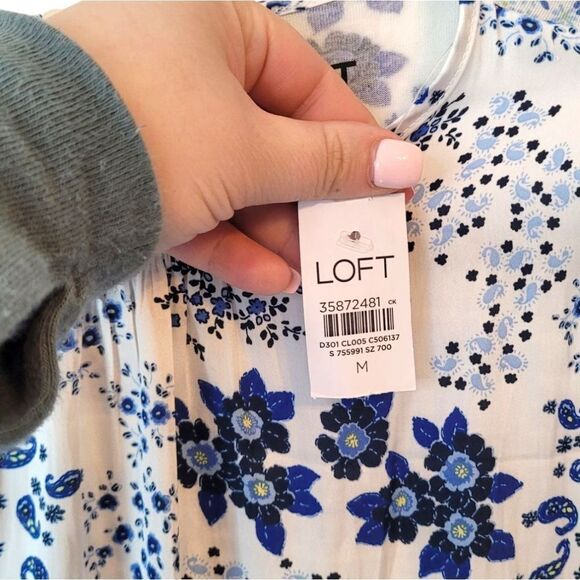 T
LOFT
35872481 CK
D301 CL005 C506137
S 755991 SZ 700
M